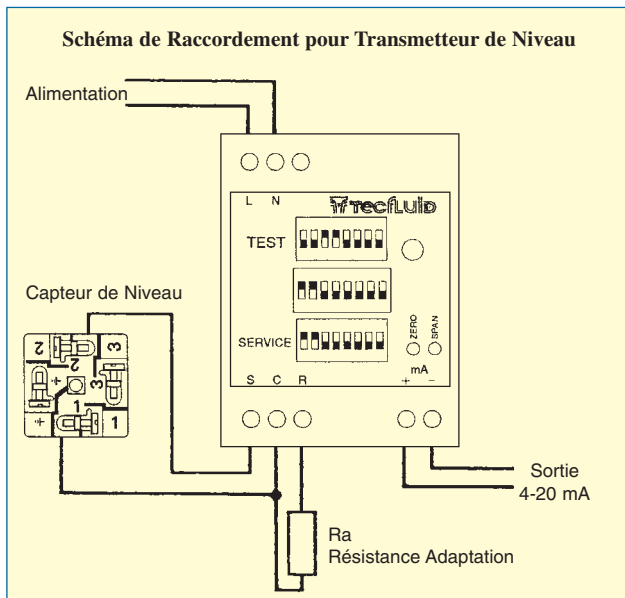 Schéma de Raccordement pour Transmetteur de Niveau
Alimentation
L N
Tecfluid
TEST
Capteur de Niveau
SERVICE
ZERO
SPAN
mA
S C R + -
2 3
2
3
1
1
Sortie
4-20 mA
Ra
Résistance Adaptation